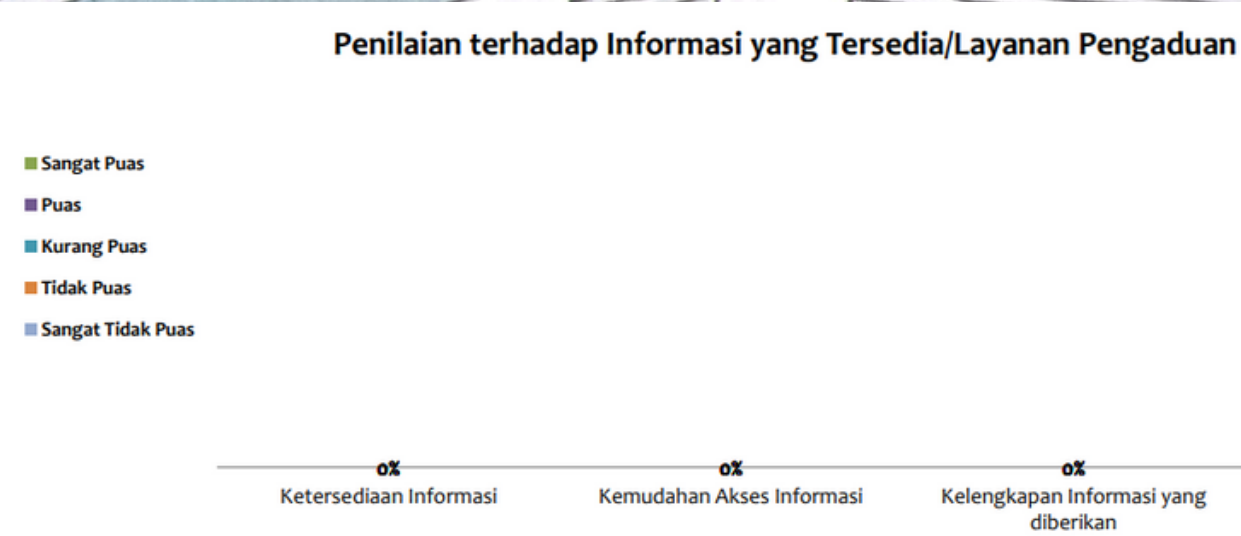 Penilaian terhadap Informasi yang Tersedia/Layanan Pengaduan
Sangat Puas
Puas
Kurang Puas
Tidak Puas
Sangat Tidak Puas
0% 0% 0%
Ketersediaan Informasi
Kemudahan Akses Informasi
Kelengkapan Informasi yang
diberikan